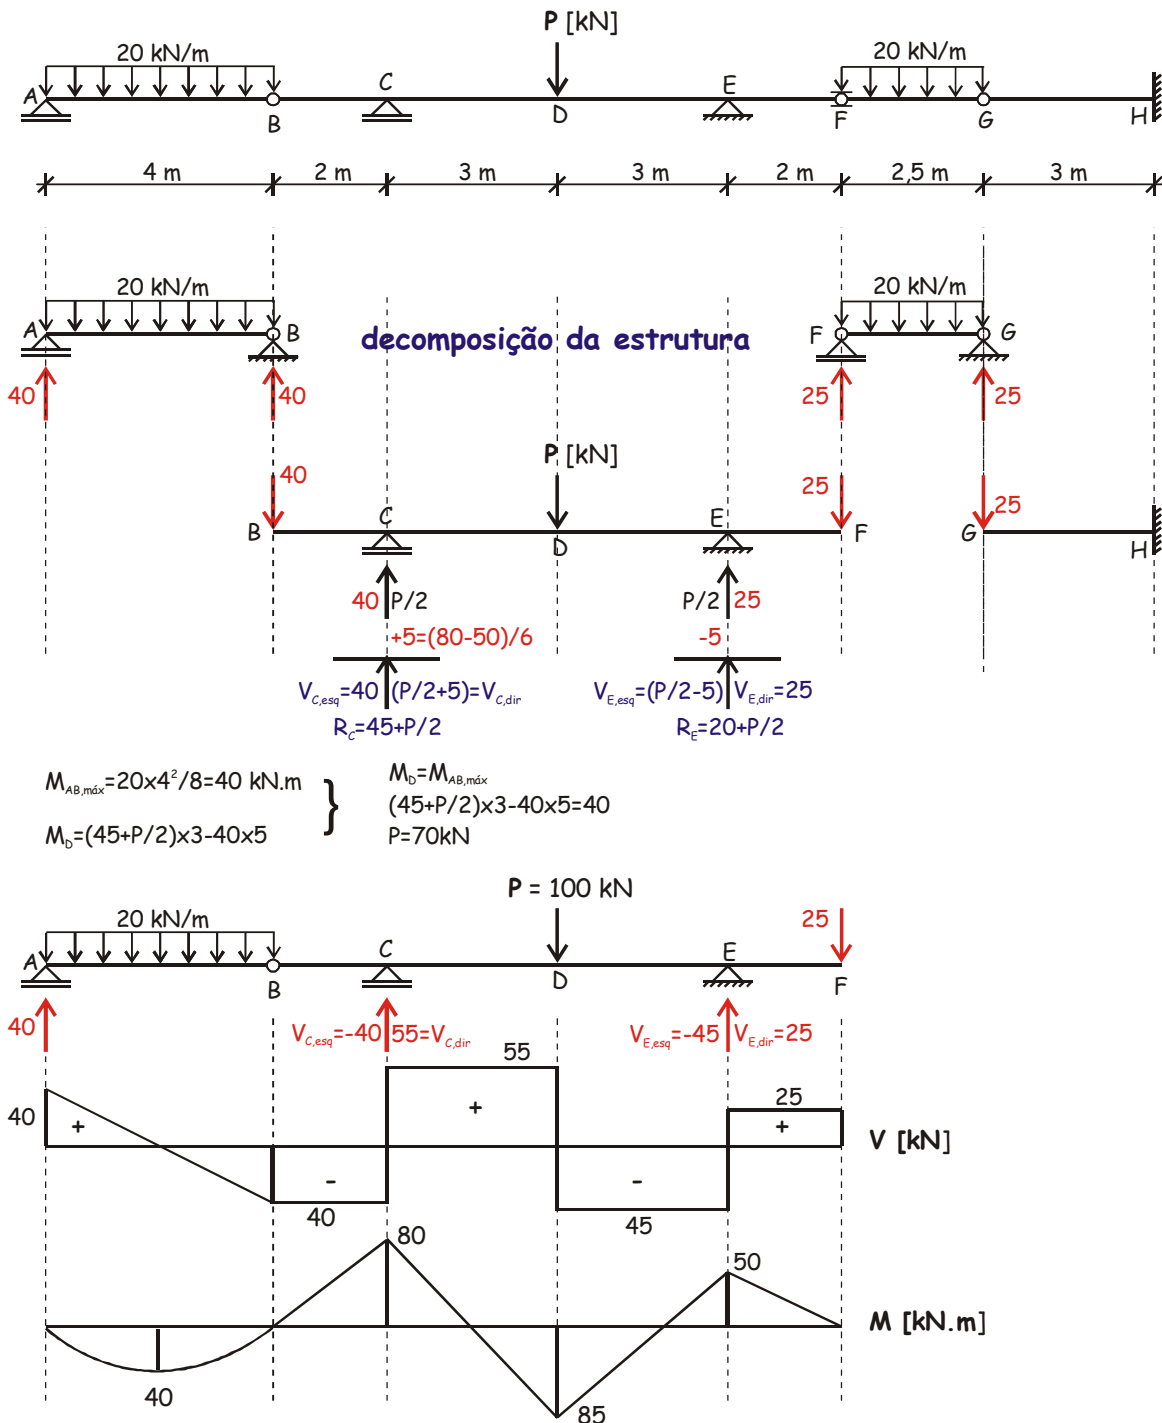 P [kN]
20 kN/m
20 kN/m
A
B
C
D
E
F
G
H
4 m
2 m
3 m
3 m
2 m
2,5 m
3 m
20 kN/m
20 kN/m
A
B
decomposição da estrutura
F
G
40
40
25
25
P [kN]
40
25
25
B
C
D
E
F
G
H
40
P/2
P/2
25
+5=(80-50)/6
-5
V_C,esq=40
(P/2+5)=V_C,dir
V_E,esq=(P/2-5)
V_E,dir=25
R_C=45+P/2
R_E=20+P/2
M_AB,máx=20x4²/8=40 kN.m
M_D=(45+P/2)x3-40x5
}
M_D=M_AB,máx
(45+P/2)x3-40x5=40
P=70kN
P = 100 kN
20 kN/m
25
A
B
C
D
E
F
40
V_C,esq=-40
55=V_C,dir
V_E,esq=-45
V_E,dir=25
55
40
+
+
25
+
V [kN]
-
-
40
45
80
50
M [kN.m]
40
85